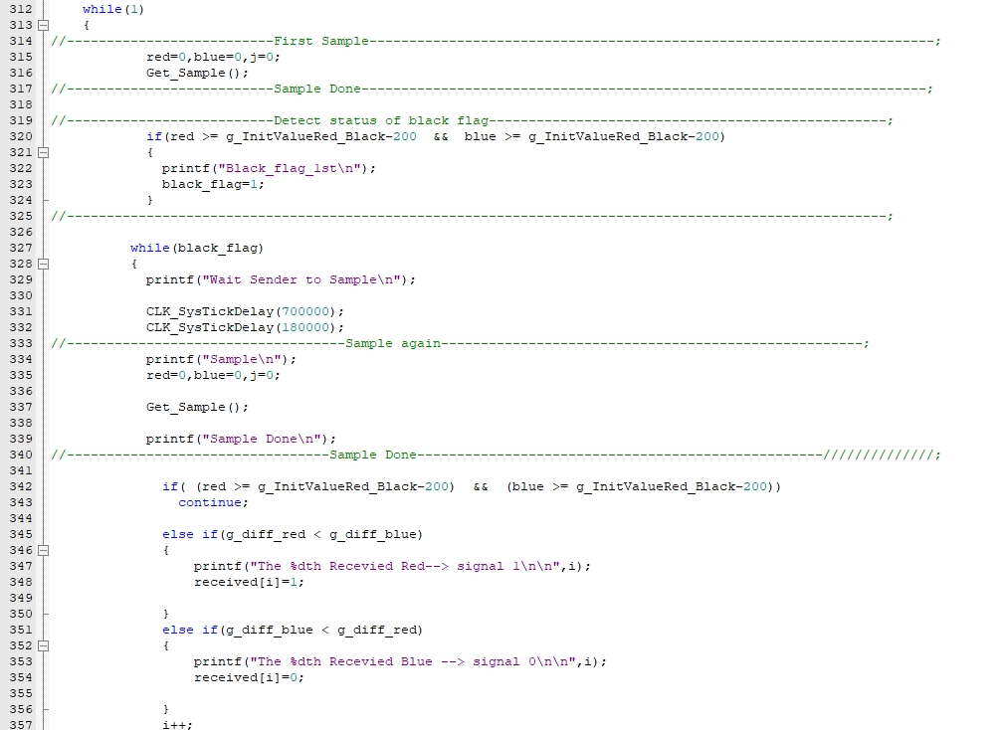 312 while(1)
313 {
314 //--------------------------First Sample-----------------------------------------------------------------------;
315 red=0,blue=0,j=0;
316 Get_Sample();
317 //--------------------------Sample Done-----------------------------------------------------------------------;
318
319 //--------------------------Detect status of black flag--------------------------------------------------;
320 if(red >= g_InitValueRed_Black-200  &&  blue >= g_InitValueRed_Black-200)
321 {
322 printf("Black_flag_1st\n");
323 black_flag=1;
324 }
325 //-------------------------------------------------------------------------------------------------------;
326
327 while(black_flag)
328 {
329 printf("Wait Sender to Sample\n");
330
331 CLK_SysTickDelay(700000);
332 CLK_SysTickDelay(180000);
333 //-----------------------------------Sample again-----------------------------------------------------;
334 printf("Sample\n");
335 red=0,blue=0,j=0;
336
337 Get_Sample();
338
339 printf("Sample Done\n");
340 //---------------------------------Sample Done---------------------------------------------------//////////////;
341
342 if( (red >= g_InitValueRed_Black-200)  &&  (blue >= g_InitValueRed_Black-200))
343 continue;
344
345 else if(g_diff_red < g_diff_blue)
346 {
347 printf("The %dth Recevied Red--> signal 1\n\n",i);
348 received[i]=1;
349
350 }
351 else if(g_diff_blue < g_diff_red)
352 {
353 printf("The %dth Recevied Blue --> signal 0\n\n",i);
354 received[i]=0;
355
356 }
357 i++;